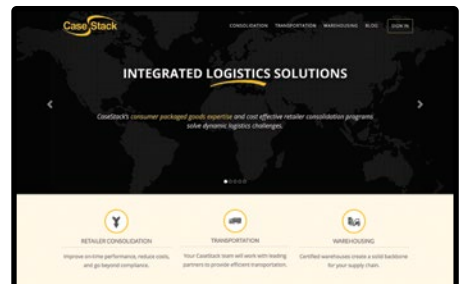 CaseStack
CONSOLIDATION TRANSPORTATION WAREHOUSING BLOG SIGN IN
INTEGRATED LOGISTICS SOLUTIONS
CaseStack's consumer packaged goods expertise and cost effective retailer consolidation programs
solve dynamic logistics challenges.
RETAILER CONSOLIDATION
Improve on-time performance, reduce costs,
and go beyond compliance.
TRANSPORTATION
Your CaseStack team will work with leading
partners to provide efficient transportation.
WAREHOUSING
Certified warehouses create a solid backbone
for your supply chain.